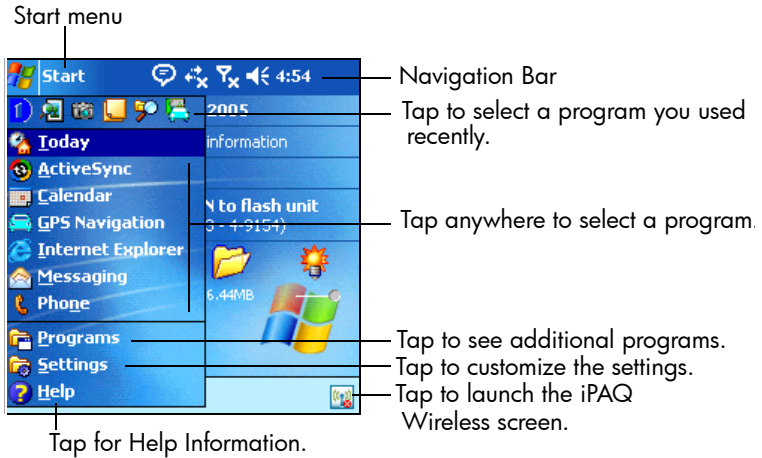 Start menu
Start 4:54
Navigation Bar
2005
Tap to select a program you used
recently.
Today
information
ActiveSync
Calendar
N to flash unit
GPS Navigation
- 4-9154)
Tap anywhere to select a program.
Internet Explorer
Messaging
6.44MB
Phone
Programs
Tap to see additional programs.
Settings
Tap to customize the settings.
Help
Tap to launch the iPAQ
Wireless screen.
Tap for Help Information.